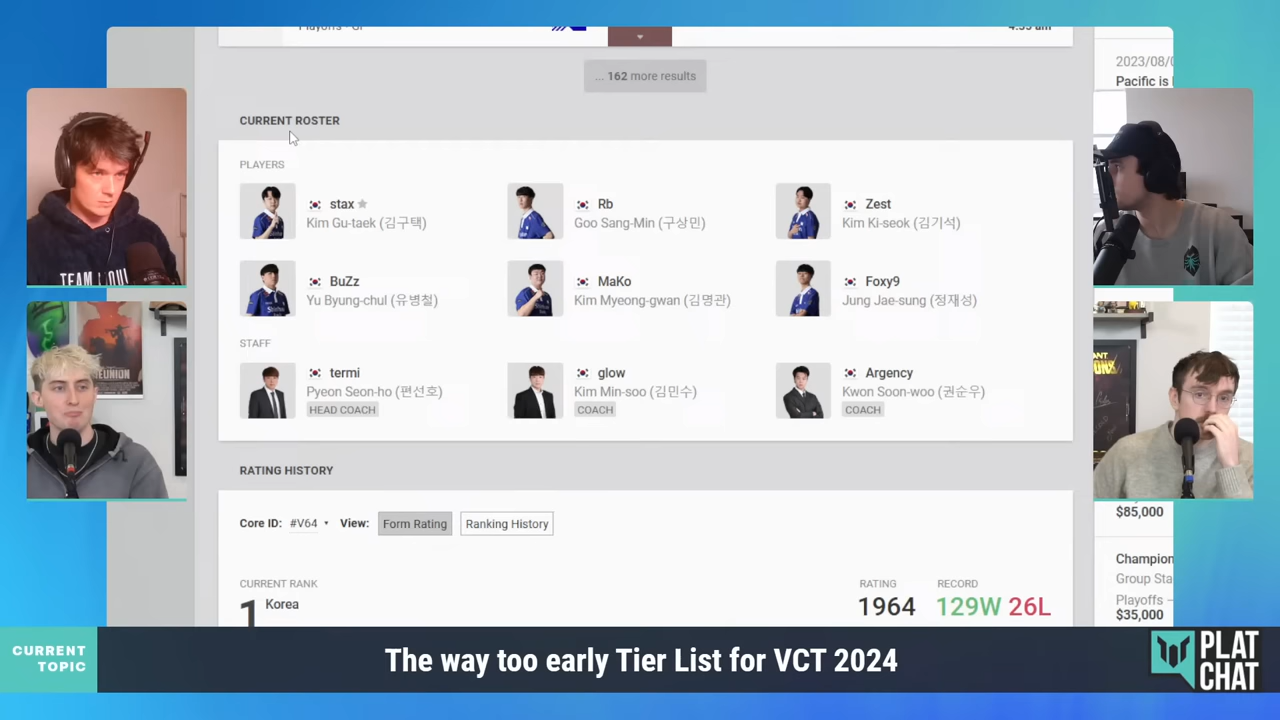 Playoffs
4:55 am
... 162 more results
2023/08/0
Pacific is
CURRENT ROSTER
PLAYERS
stax
Kim Gu-taek (김구택)
Rb
Goo Sang-Min (구상민)
Zest
Kim Ki-seok (김기석)
BuZz
Yu Byung-chul (유병철)
MaKo
Kim Myeong-gwan (김명관)
Foxy9
Jung Jae-sung (정재성)
STAFF
termi
Pyeon Seon-ho (편선호)
HEAD COACH
glow
Kim Min-soo (김민수)
COACH
Argency
Kwon Soon-woo (권순우)
COACH
RATING HISTORY
Core ID: #V64 View: Form Rating Ranking History
$85,000
Champion
Group Sta
Playoffs –
$35,000
CURRENT RANK
1 Korea
RATING
1964
RECORD
129W 26L
CURRENT
TOPIC
The way too early Tier List for VCT 2024
PLAT
CHAT